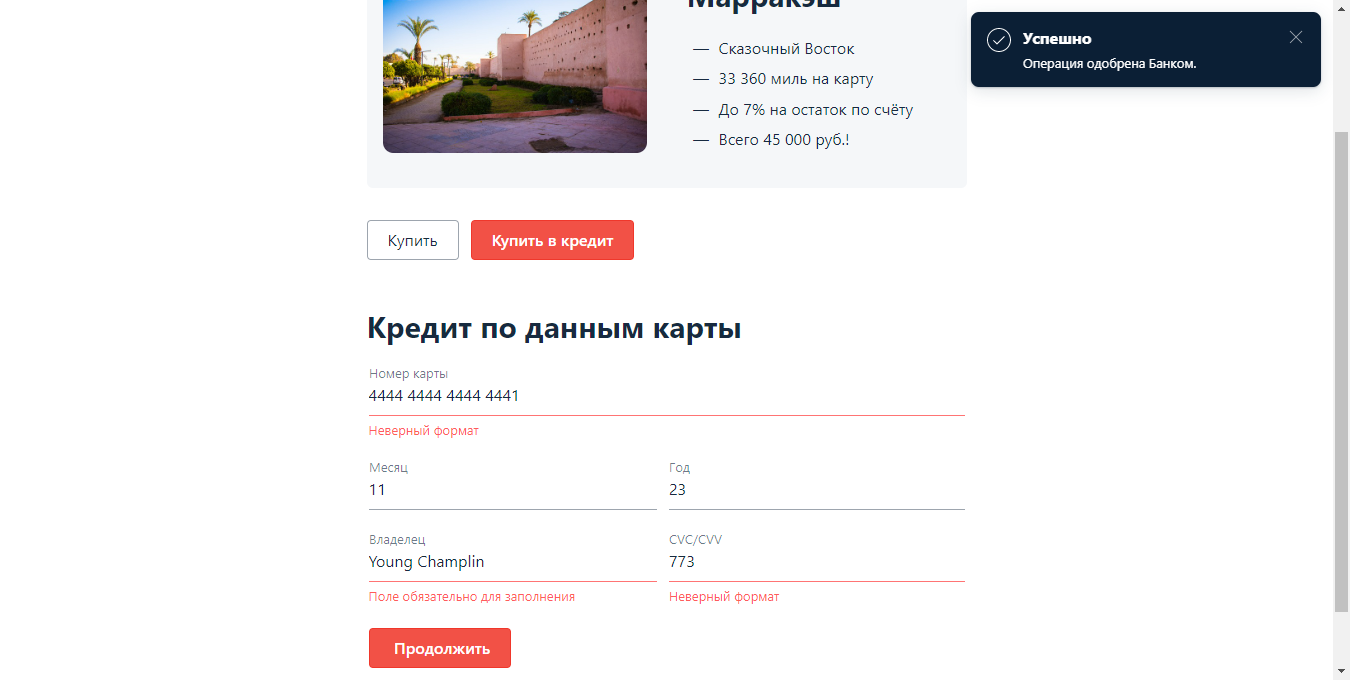 Марракэш
— Сказочный Восток
— 33 360 миль на карту
— До 7% на остаток по счёту
— Всего 45 000 руб.!
Успешно
Операция одобрена Банком.
Купить
Купить в кредит
Кредит по данным карты
Номер карты
4444 4444 4444 4441
Неверный формат
Месяц
Год
11
23
Владелец
CVC/CVV
Young Champlin
773
Поле обязательно для заполнения
Неверный формат
Продолжить